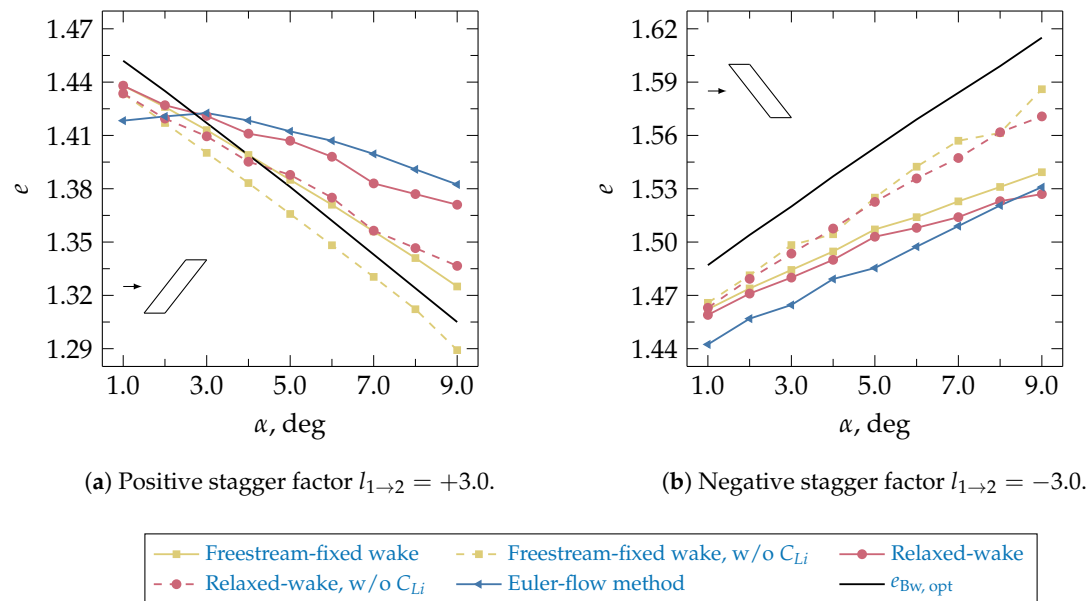 1.47
1.44
1.41
1.38
1.35
1.32
1.29
e
1.0 3.0 5.0 7.0 9.0
α, deg
(a) Positive stagger factor l1→2 = +3.0.
1.62
1.59
1.56
1.53
1.50
1.47
1.44
e
1.0 3.0 5.0 7.0 9.0
α, deg
(b) Negative stagger factor l1→2 = −3.0.
Freestream-fixed wake Freestream-fixed wake, w/o CLi Relaxed-wake
Relaxed-wake, w/o CLi Euler-flow method eBw, opt